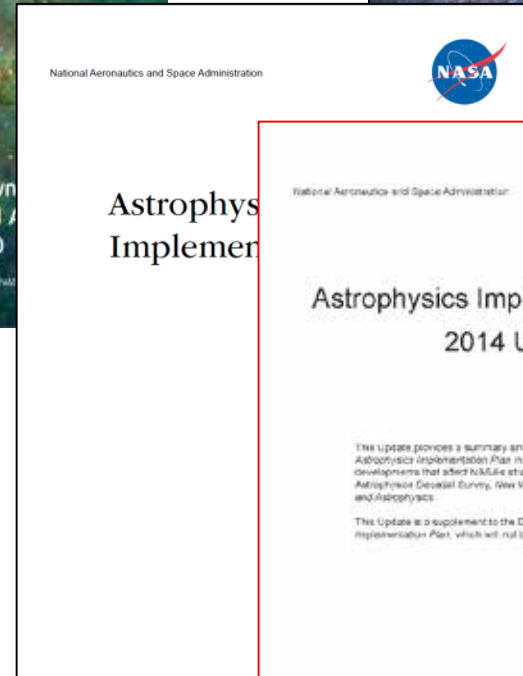 National Aeronautics and Space Administration
NASA
Astrophys
Implemen
National Aeronautics and Space Administration
Astrophysics Imp
2014 U
This Update provides a summary an
Astrophysics Implementation Plan in
developments that affect NASA's
Astrophysics Decadal Survey, New W
and Astrophysics
This Update is a supplement to the D
Implementation Plan, which will not b